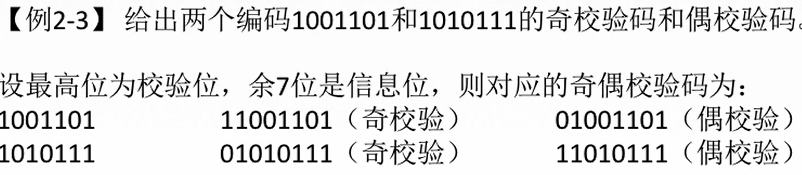 【例2-3】 给出两个编码1001101和1010111的奇校验码和偶校验码。
设最高位为校验位，余7位是信息位，则对应的奇偶校验码为：
1001101 11001101（奇校验） 01001101（偶校验）
1010111 01010111（奇校验） 11010111（偶校验）